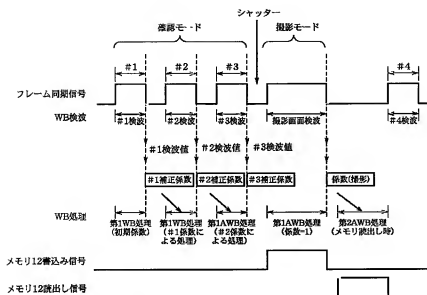 シャッター
確認モード 撮影モード
#1 #2 #3 #4
フレーム同期信号
WB検波 #1検波 #2検波 #3検波 撮影画面検波 #4検波
#1検波値 #2検波値 #3検波値
#1補正係数 #2補正係数 #3補正係数 係数(撮影)
WB処理 第1WB処理 第1WB処理 第1AWB処理 第1AWB処理 第2AWB処理
(初期係数) (#1係数 (#2係数 (係数-1) (メモリ読出し時)
による処理) による処理)
メモリ12書込み信号
メモリ12読出し信号